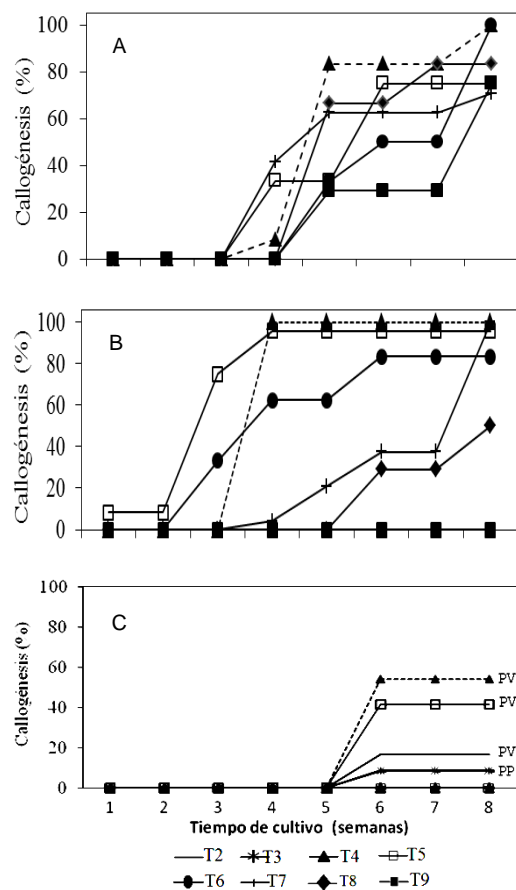 A
Callogénesis (%)
100
80
60
40
20
0
B
Callogénesis (%)
100
80
60
40
20
0
C
Callogénesis (%)
100
80
60
40
20
0
PV
PV
PV
PP
1 2 3 4 5 6 7 8
Tiempo de cultivo (semanas)
T2 T3 T4 T5
T6 T7 T8 T9